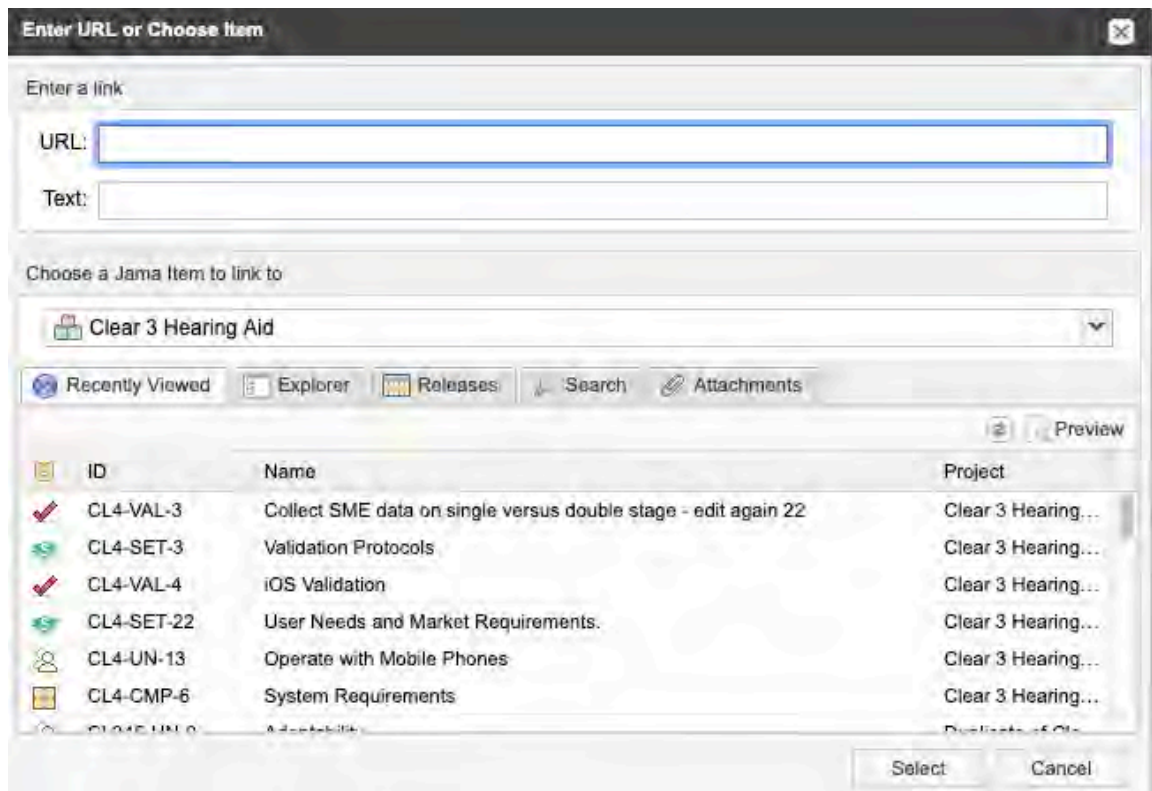 Enter URL or Choose Item
Enter a link
URL:
Text:
Choose a Jama Item to link to
Clear 3 Hearing Aid
Recently Viewed Explorer Releases Search Attachments
Preview
ID Name Project
CL4-VAL-3 Collect SME data on single versus double stage - edit again 22 Clear 3 Hearing...
CL4-SET-3 Validation Protocols Clear 3 Hearing...
CL4-VAL-4 iOS Validation Clear 3 Hearing...
CL4-SET-22 User Needs and Market Requirements. Clear 3 Hearing...
CL4-UN-13 Operate with Mobile Phones Clear 3 Hearing...
CL4-CMP-6 System Requirements Clear 3 Hearing...
Adaptability Duplicate of Cle...
Select Cancel